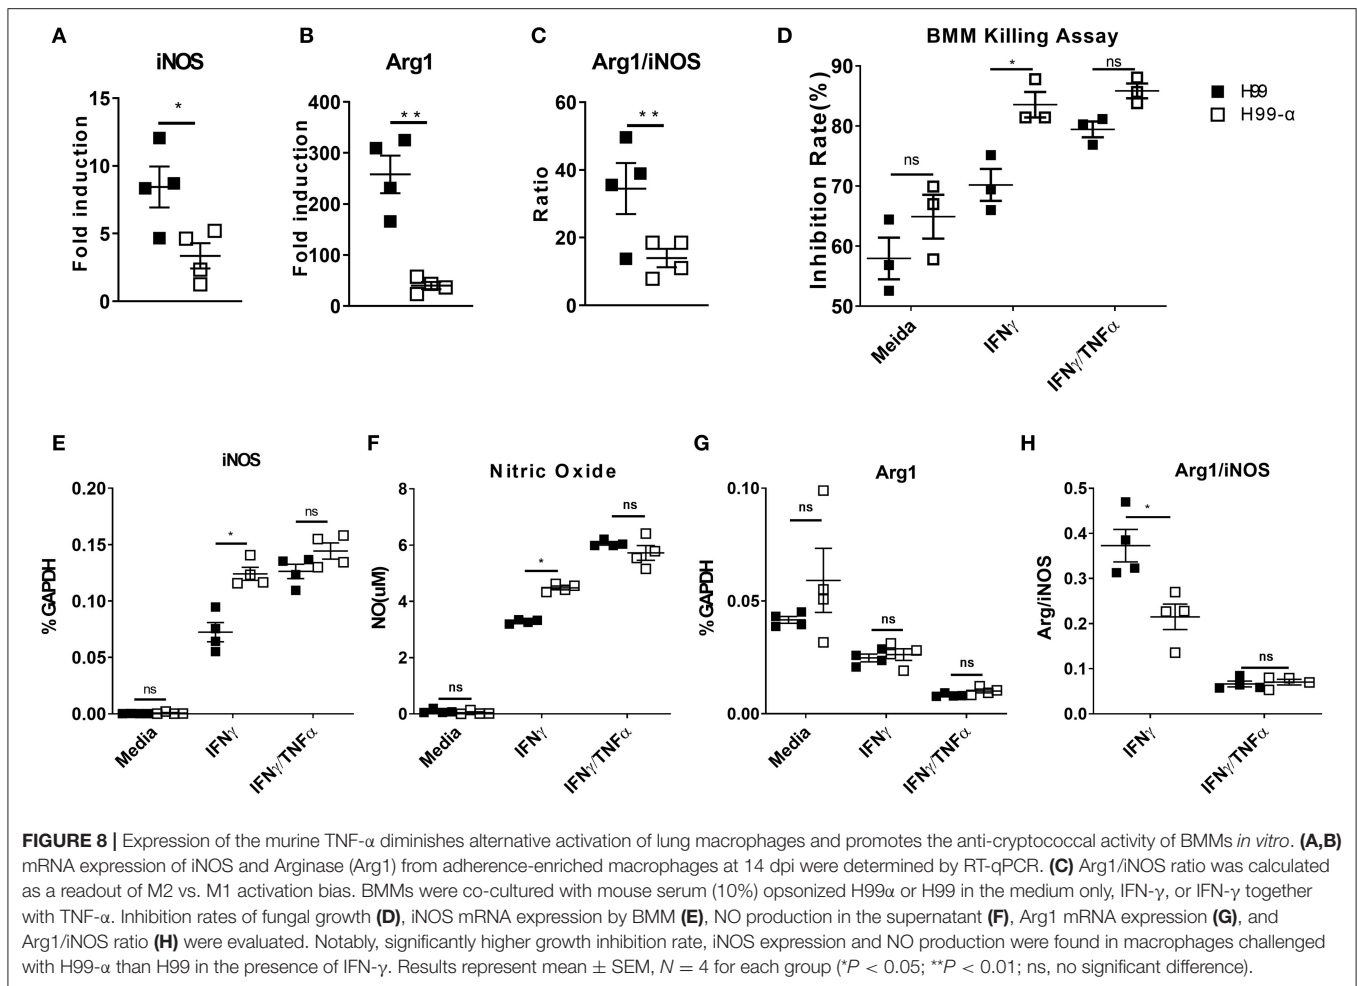 A
iNOS
*
Fold induction
15
10
5
0
B
Arg1
**
Fold induction
400
300
200
100
0
C
Arg1/iNOS
**
Ratio
60
40
20
0
D
BMM Killing Assay
Inhibition Rate(%)
90
80
70
60
50
ns
*
ns
Meida
IFNγ
IFNγ/TNFα
H99
H99-α
E
iNOS
% GAPDH
0.20
0.15
0.10
0.05
0.00
ns
*
ns
Media
IFNγ
IFNγ/TNFα
F
Nitric Oxide
NO(uM)
8
6
4
2
0
ns
*
ns
Media
IFNγ
IFNγ/TNFα
G
Arg1
% GAPDH
0.10
0.05
0.00
ns
ns
ns
Media
IFNγ
IFNγ/TNFα
H
Arg1/iNOS
Arg/iNOS
0.5
0.4
0.3
0.2
0.1
0.0
*
ns
IFNγ
IFNγ/TNFα
FIGURE 8 | Expression of the murine TNF-α diminishes alternative activation of lung macrophages and promotes the anti-cryptococcal activity of BMMs in vitro. (A,B)
mRNA expression of iNOS and Arginase (Arg1) from adherence-enriched macrophages at 14 dpi were determined by RT-qPCR. (C) Arg1/iNOS ratio was calculated
as a readout of M2 vs. M1 activation bias. BMMs were co-cultured with mouse serum (10%) opsonized H99α or H99 in the medium only, IFN-γ, or IFN-γ together
with TNF-α. Inhibition rates of fungal growth (D), iNOS mRNA expression by BMM (E), NO production in the supernatant (F), Arg1 mRNA expression (G), and
Arg1/iNOS ratio (H) were evaluated. Notably, significantly higher growth inhibition rate, iNOS expression and NO production were found in macrophages challenged
with H99-α than H99 in the presence of IFN-γ. Results represent mean ± SEM, N = 4 for each group (*P < 0.05; **P < 0.01; ns, no significant difference).